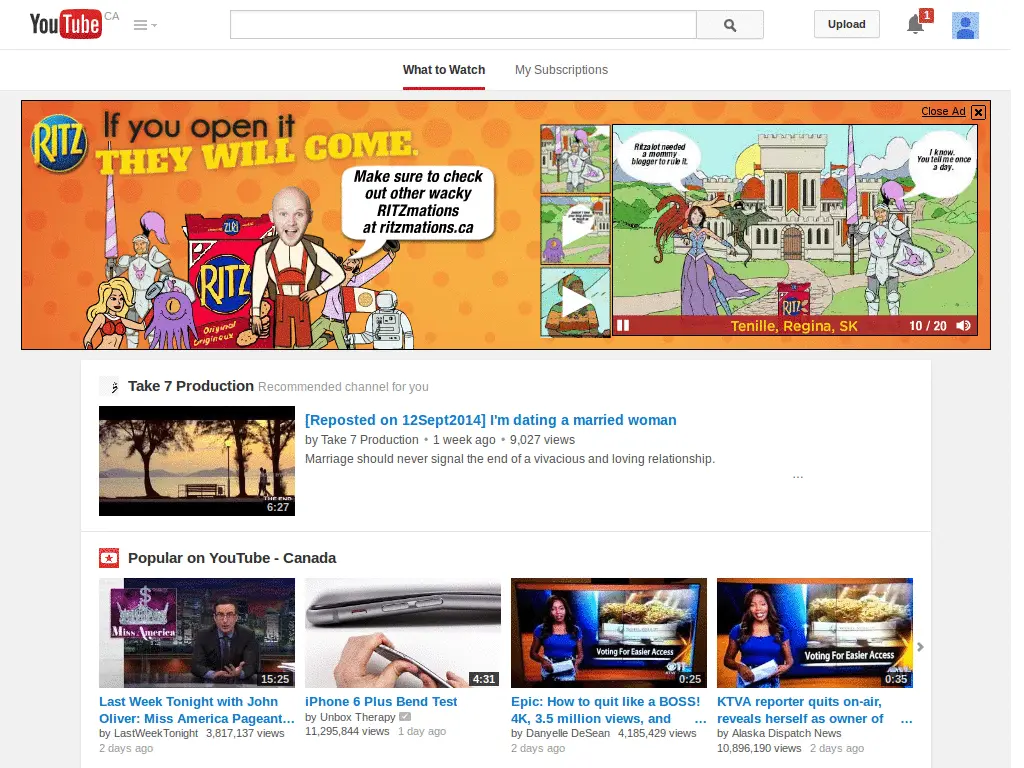 YouTube CA
Upload
1
What to Watch
My Subscriptions
Close Ad
RITZ
If you open it
THEY WILL COME.
Make sure to check
out other wacky
RITZmations
at ritzmations.ca
RITZ
Original
Originaux
Ritzalot needed
a mommy
blogger to rule it.
I know.
You tell me once
a day.
RITZ
Tenille, Regina, SK
10 / 20
Take 7 Production Recommended channel for you
THE END
6:27
[Reposted on 12Sept2014] I'm dating a married woman
by Take 7 Production • 1 week ago • 9,027 views
Marriage should never signal the end of a vivacious and loving relationship.
...
Popular on YouTube - Canada
$
Miss America
15:25
4:31
Voting For Easier Access
0:25
Voting For Easier Access
0:35
Last Week Tonight with John
Oliver: Miss America Pageant...
by LastWeekTonight 3,817,137 views
2 days ago
iPhone 6 Plus Bend Test
by Unbox Therapy
11,295,844 views 1 day ago
Epic: How to quit like a BOSS!
4K, 3.5 million views, and ...
by Danyelle DeSean 4,185,429 views
2 days ago
KTVA reporter quits on-air,
reveals herself as owner of ...
by Alaska Dispatch News
10,896,190 views 2 days ago